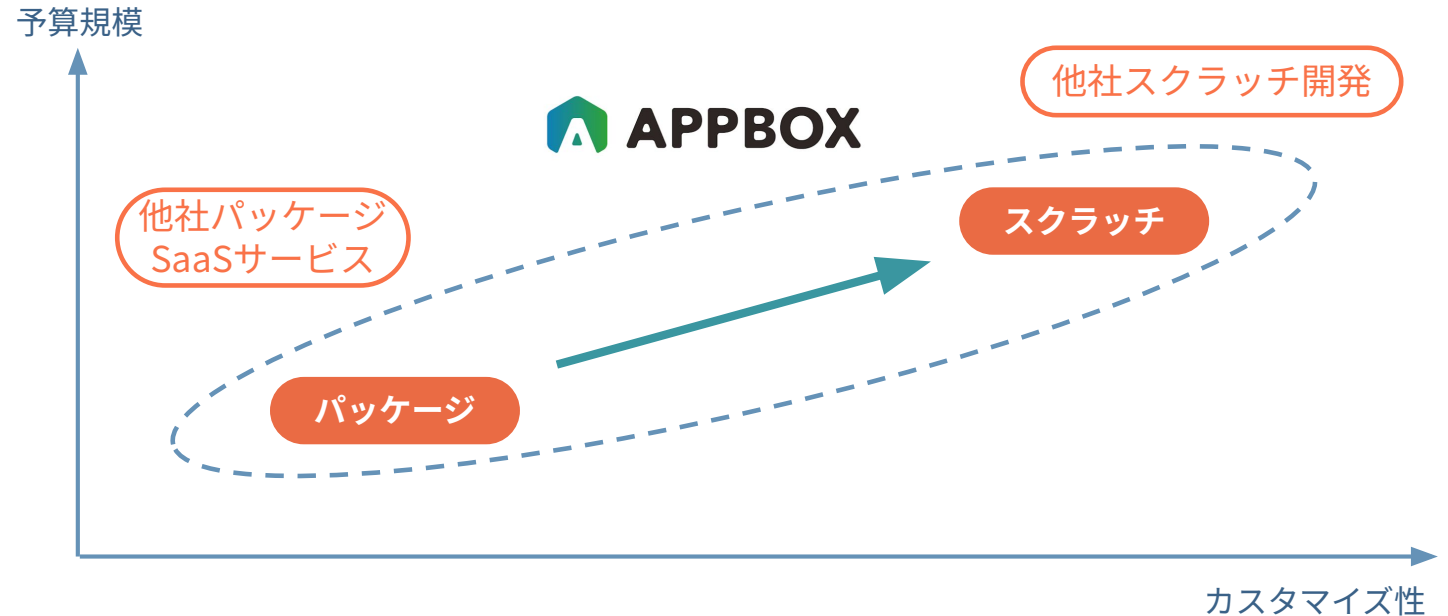 予算規模
他社スクラッチ開発
APPBOX
他社パッケージ
SaaSサービス
スクラッチ
パッケージ
カスタマイズ性